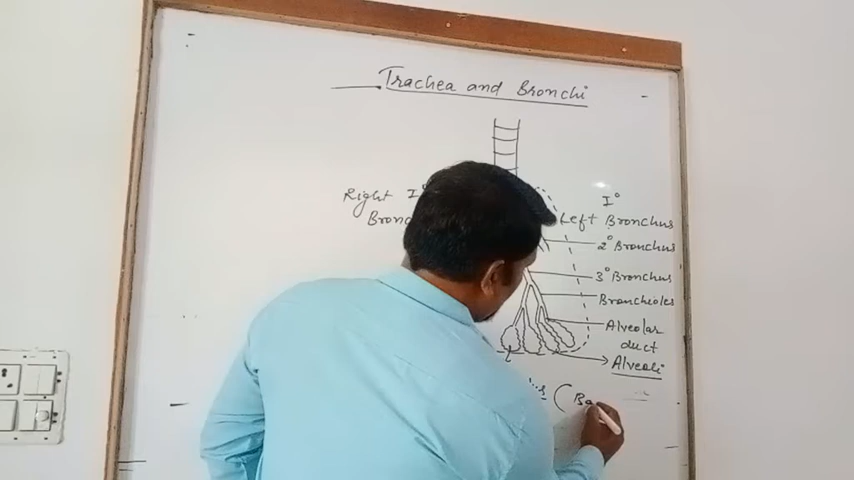 Trachea and Bronchi
Right I°
I°
Left Bronchus
2° Bronchus
3° Bronchus
Bronchioles
Alveolar
duct
Alveoli